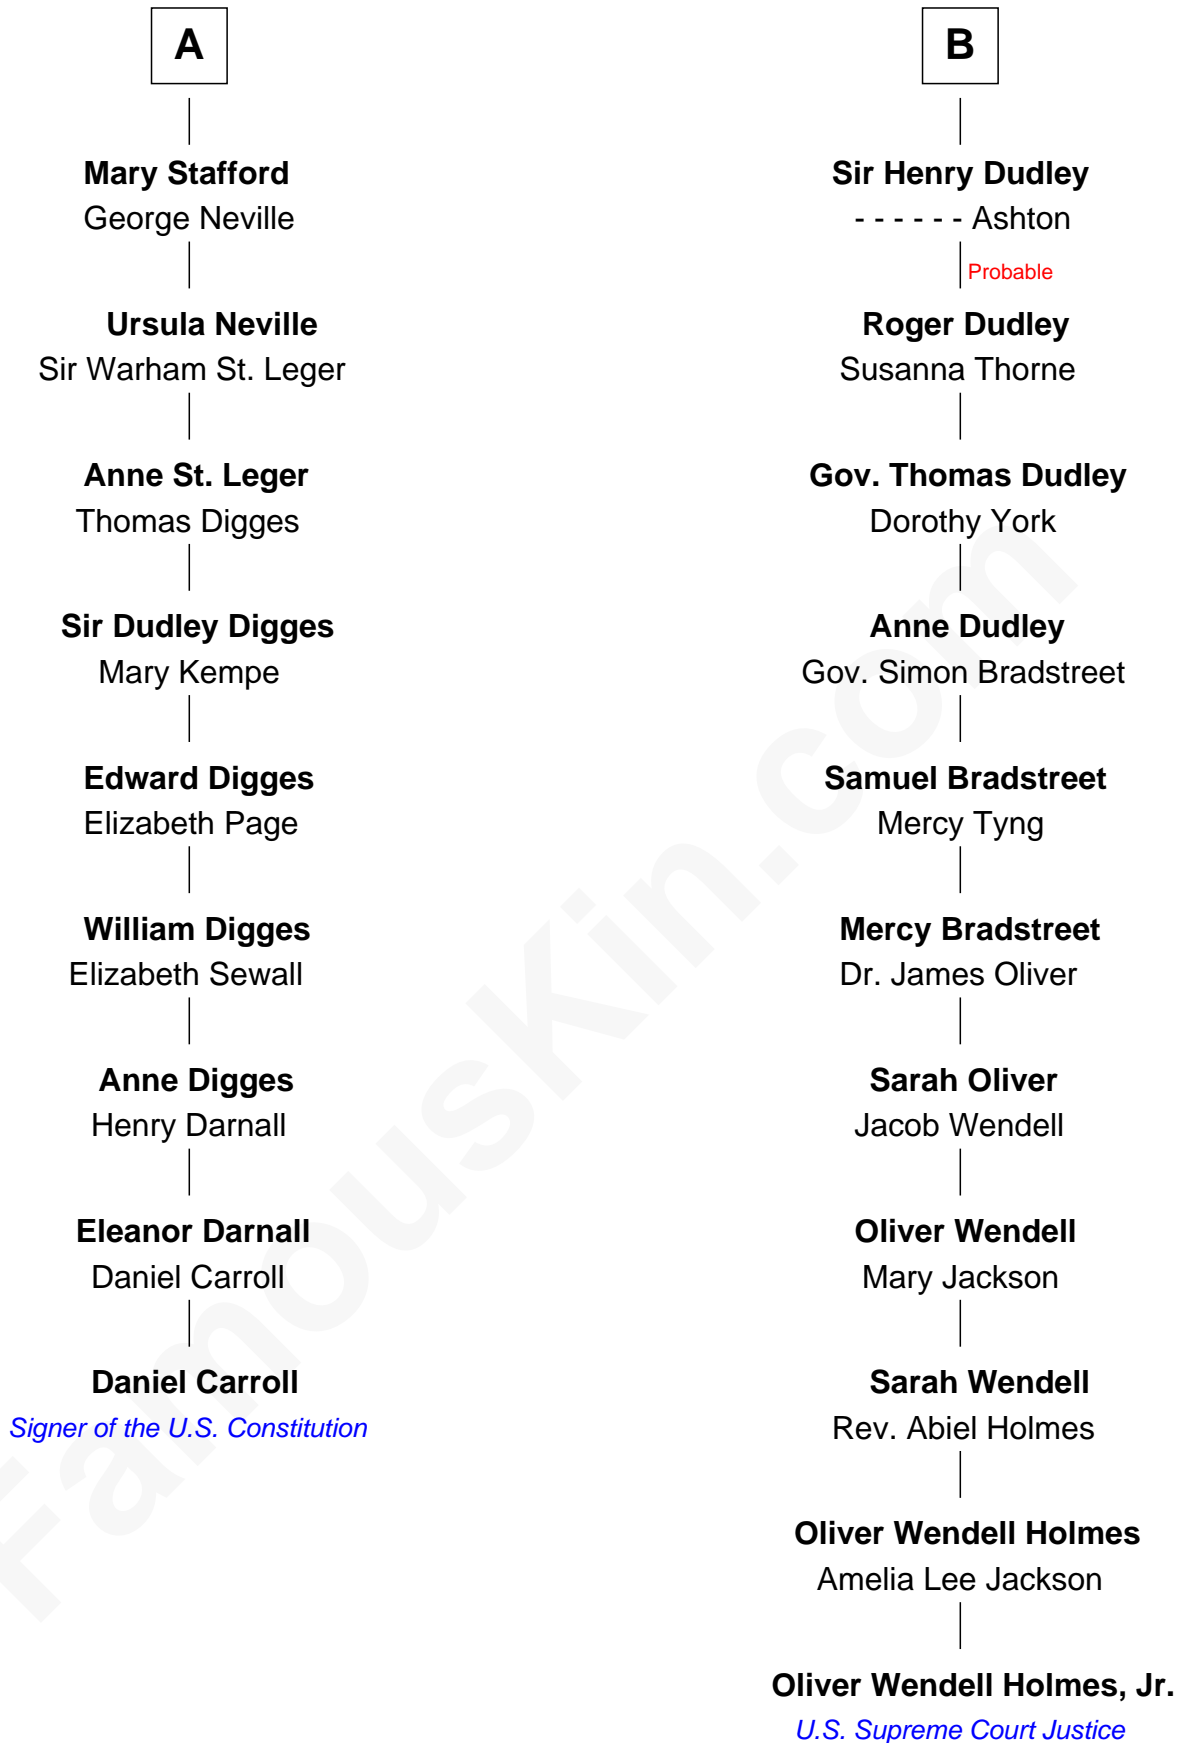 A
Mary Stafford
George Neville
Ursula Neville
Sir Warham St. Leger
Anne St. Leger
Thomas Digges
Sir Dudley Digges
Mary Kempe
Edward Digges
Elizabeth Page
William Digges
Elizabeth Sewall
Anne Digges
Henry Darnall
Eleanor Darnall
Daniel Carroll
Daniel Carroll
Signer of the U.S. Constitution
B
Sir Henry Dudley
- - - - - - Ashton
Probable
Roger Dudley
Susanna Thorne
Gov. Thomas Dudley
Dorothy York
Anne Dudley
Gov. Simon Bradstreet
Samuel Bradstreet
Mercy Tyng
Mercy Bradstreet
Dr. James Oliver
Sarah Oliver
Jacob Wendell
Oliver Wendell
Mary Jackson
Sarah Wendell
Rev. Abiel Holmes
Oliver Wendell Holmes
Amelia Lee Jackson
Oliver Wendell Holmes, Jr.
U.S. Supreme Court Justice
FamousKin.com